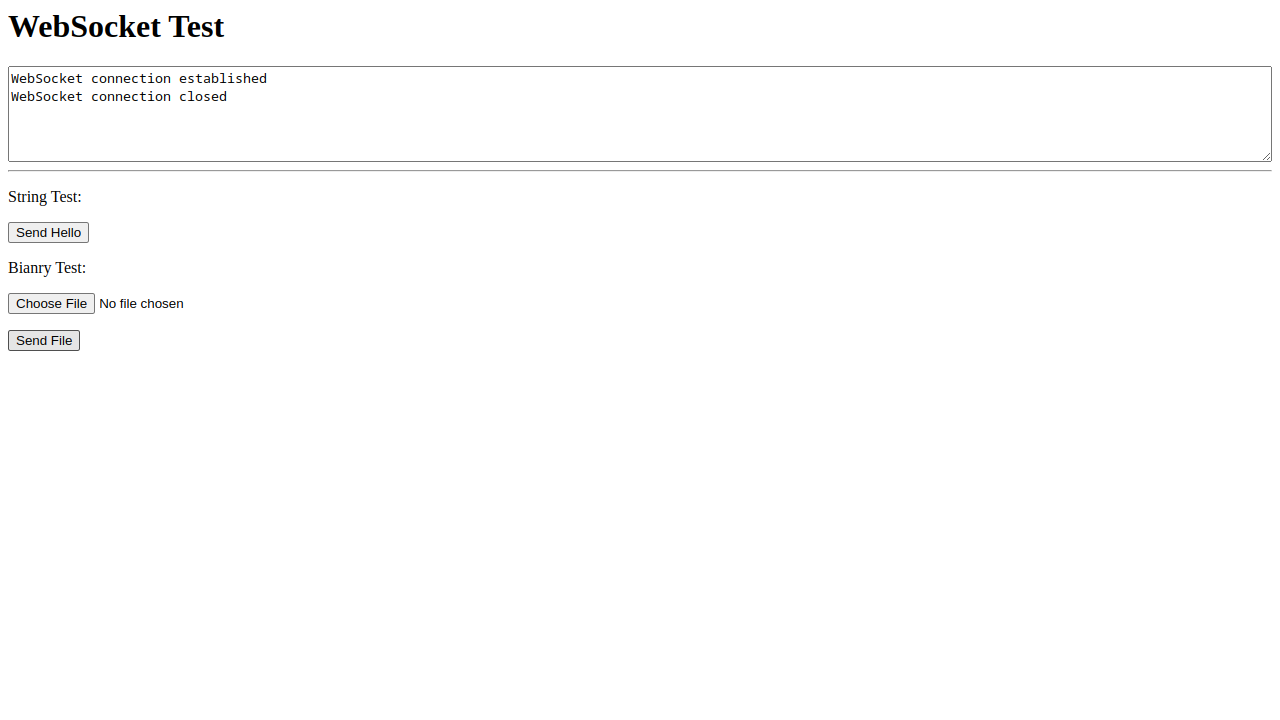 WebSocket Test
WebSocket connection established
WebSocket connection closed
String Test:
Send Hello
Bianry Test:
Choose File No file chosen
Send File